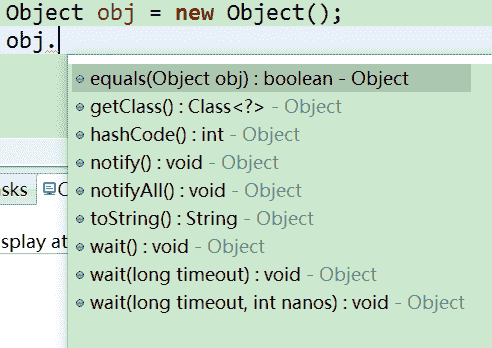 Object obj = new Object();
obj.
equals(Object obj) : boolean - Object
getClass() : Class<?> - Object
hashCode() : int - Object
notify() : void - Object
notifyAll() : void - Object
toString() : String - Object
wait() : void - Object
wait(long timeout) : void - Object
wait(long timeout, int nanos) : void - Object
asks
splay at